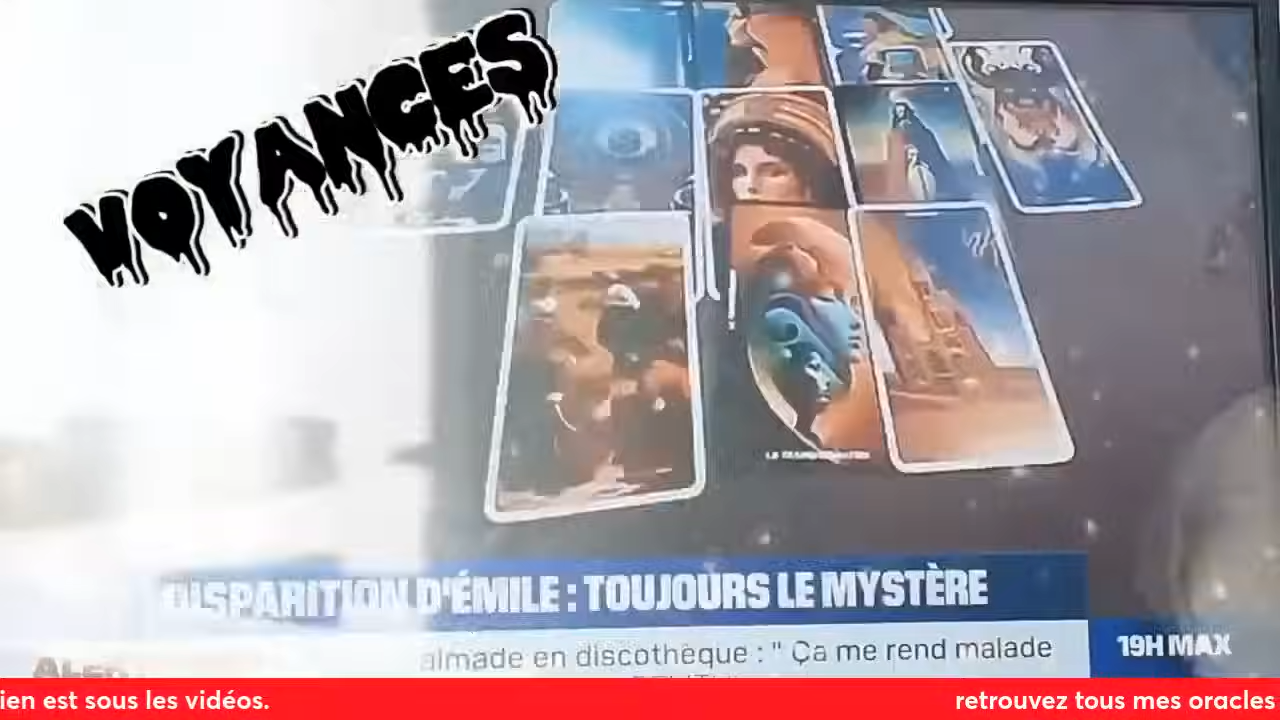 VOYANCES
DISPARITION D'ÉMILE : TOUJOURS LE MYSTÈRE
almade en discothèque : " Ça me rend malade
19H MAX
ien est sous les vidéos.
retrouvez tous mes oracles